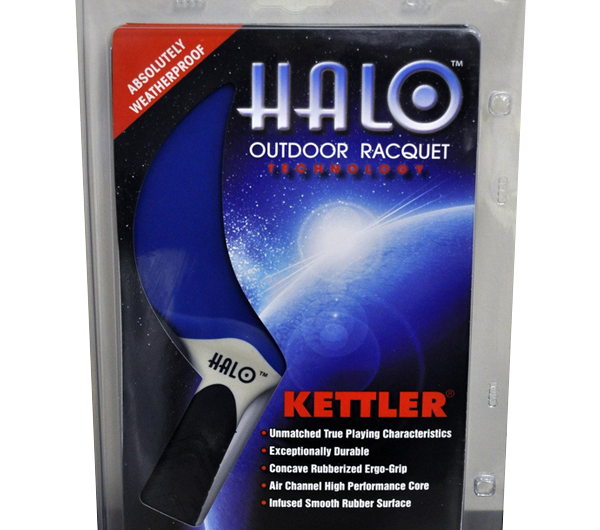 ABSOLUTELY
WEATHERPROOF
HALO™
OUTDOOR RACQUET
TECHNOLOGY
HALO™
KETTLER®
• Unmatched True Playing Characteristics
• Exceptionally Durable
• Concave Rubberized Ergo-Grip
• Air Channel High Performance Core
• Infused Smooth Rubber Surface